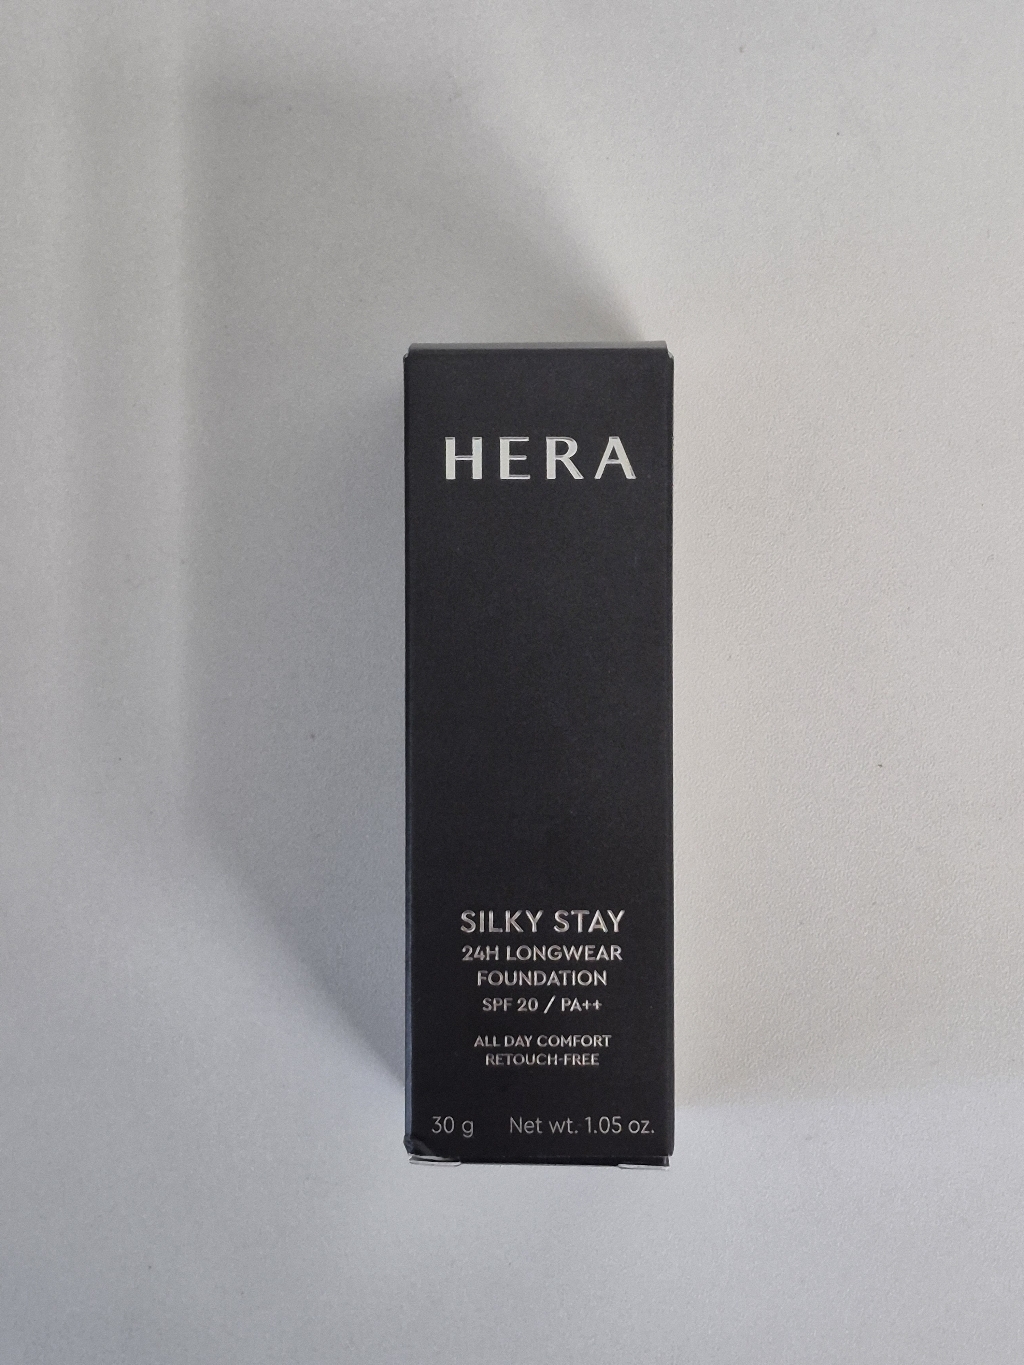 HERA
SILKY STAY
24H LONGWEAR
FOUNDATION
SPF 20 / PA++
ALL DAY COMFORT
RETOUCH-FREE
30 g Net wt. 1.05 oz.